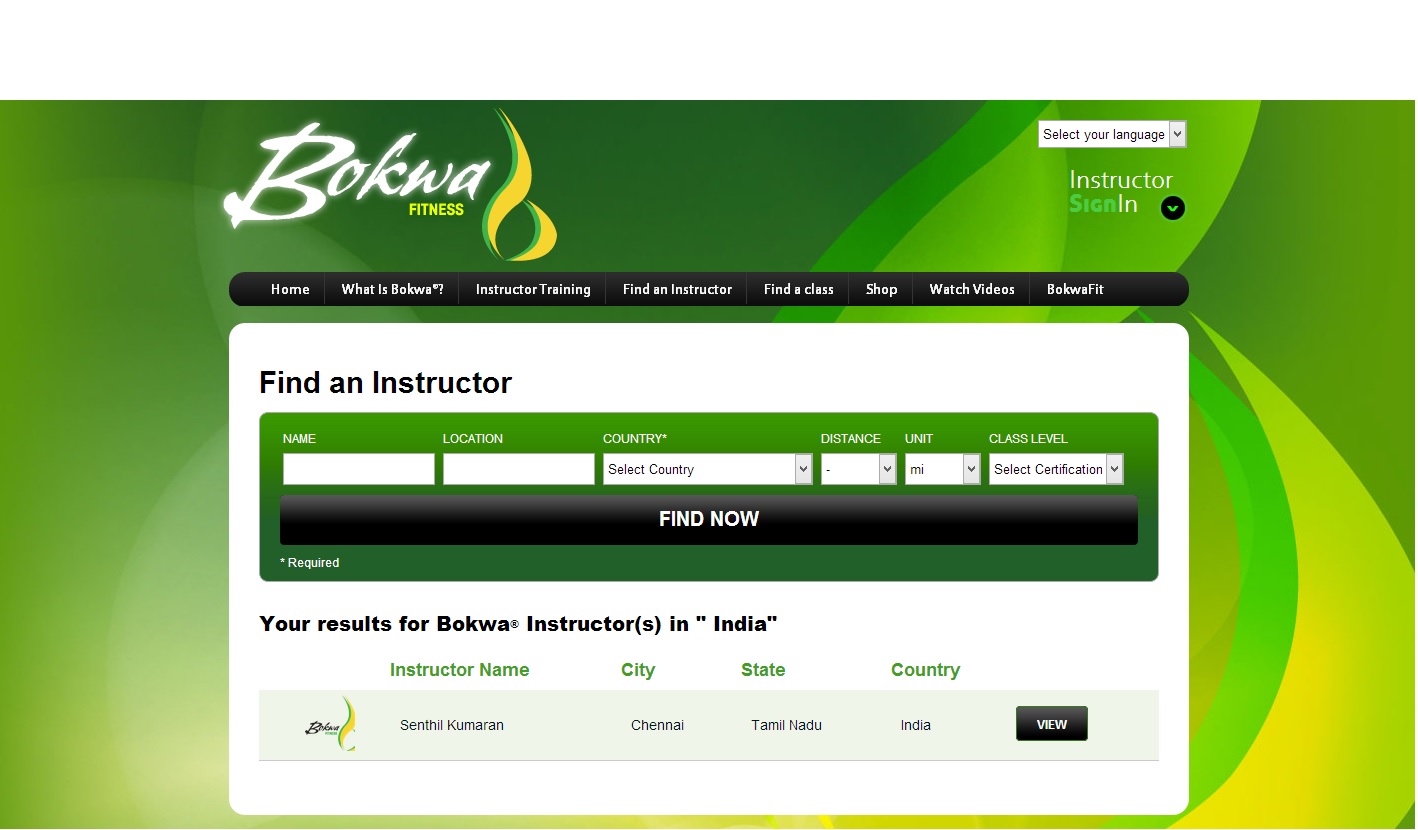 Bokwa
FITNESS
Select your language
Instructor
SignIn
Home What Is Bokwa®? Instructor Training Find an Instructor Find a class Shop Watch Videos BokwaFit
Find an Instructor
NAME LOCATION COUNTRY* DISTANCE UNIT CLASS LEVEL
Select Country - mi Select Certification
FIND NOW
* Required
Your results for Bokwa® Instructor(s) in " India"
Instructor Name City State Country
Bokwa
FITNESS
Senthil Kumaran Chennai Tamil Nadu India VIEW